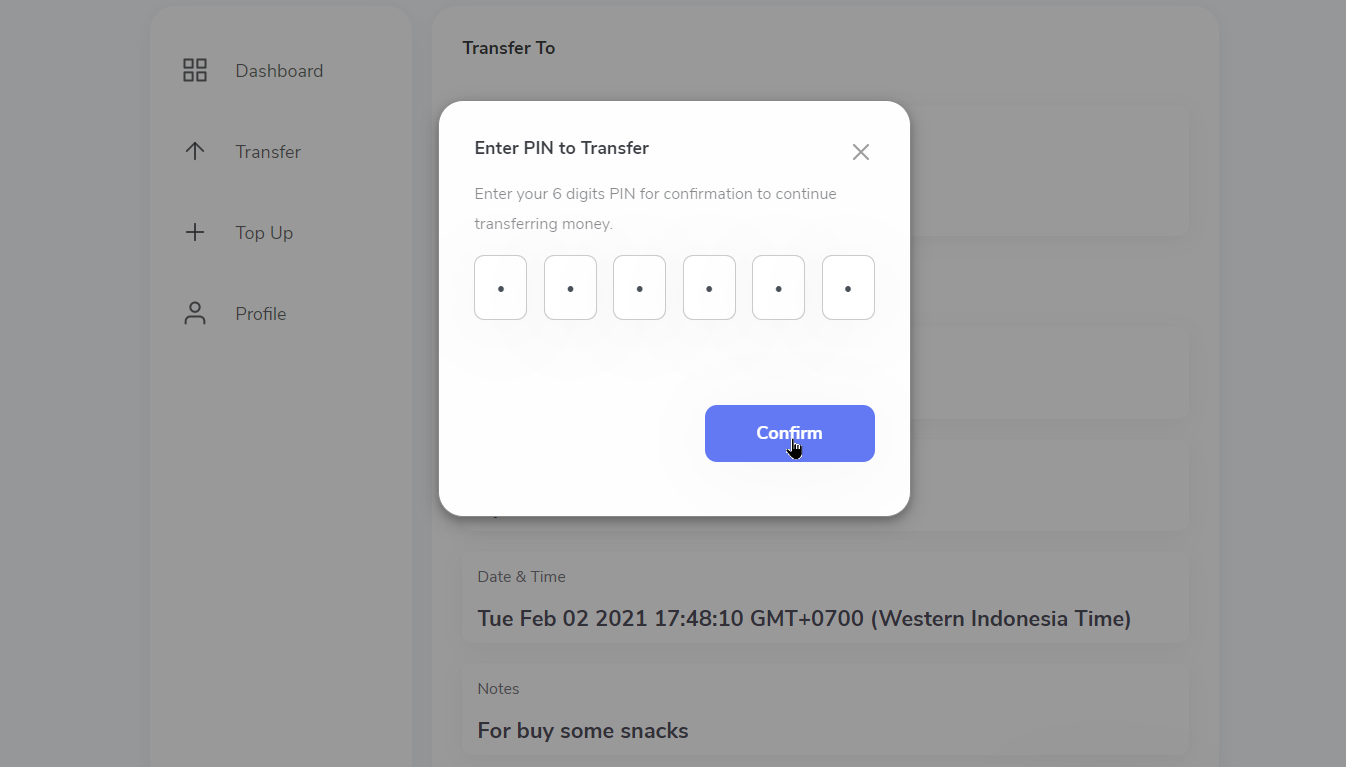 Dashboard
Transfer
Top Up
Profile
Transfer To
Enter PIN to Transfer
Enter your 6 digits PIN for confirmation to continue
transferring money.
Confirm
Date & Time
Tue Feb 02 2021 17:48:10 GMT+0700 (Western Indonesia Time)
Notes
For buy some snacks